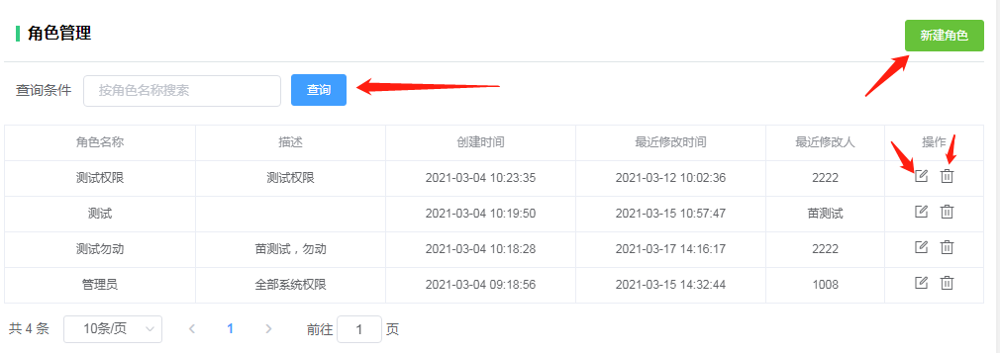 角色管理
新建角色
查询条件 按角色名称搜索 查询
角色名称 描述 创建时间 最近修改时间 最近修改人 操作
测试权限 测试权限 2021-03-04 10:23:35 2021-03-12 10:02:36 2222
测试 2021-03-04 10:19:50 2021-03-15 10:57:47 苗测试
测试勿动 苗测试，勿动 2021-03-04 10:18:28 2021-03-17 14:16:17 2222
管理员 全部系统权限 2021-03-04 09:18:56 2021-03-15 14:32:44 1008
共 4 条 10条/页 1 前往 1 页